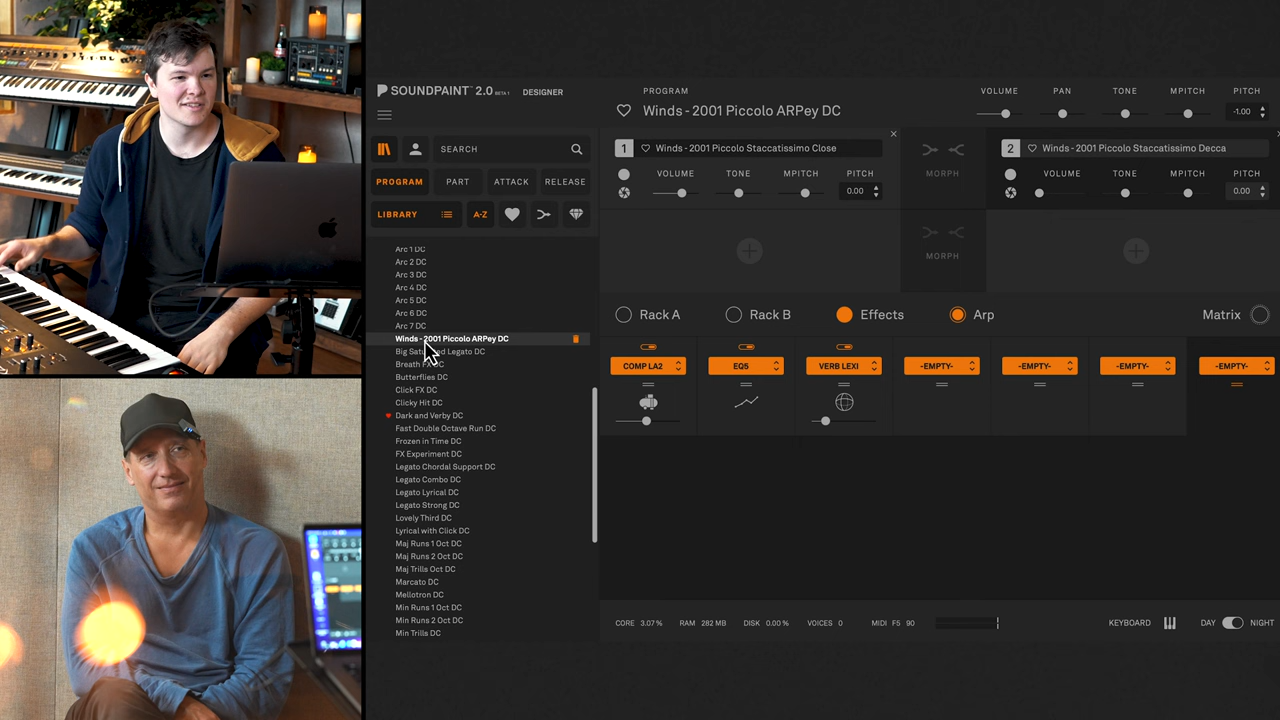 SOUNDPAINT™ 2.0 BETA 1 DESIGNER
PROGRAM
Winds - 2001 Piccolo ARPey DC
VOLUME PAN TONE MPITCH PITCH
-1.00
SEARCH
PROGRAM PART ATTACK RELEASE
LIBRARY A-Z
Arc 1 DC
Arc 2 DC
Arc 3 DC
Arc 4 DC
Arc 5 DC
Arc 6 DC
Arc 7 DC
Winds - 2001 Piccolo ARPey DC
Legato DC
Butterflies DC
Click FX DC
Clicky Hit DC
Dark and Verby DC
Fast Double Octave Run DC
Frozen in Time DC
FX Experiment DC
Legato Chordal Support DC
Legato Combo DC
Legato Lyrical DC
Legato Strong DC
Lovely Third DC
Lyrical with Click DC
Maj Runs 1 Oct DC
Maj Runs 2 Oct DC
Maj Trills Oct DC
Marcato DC
Mellotron DC
Min Runs 1 Oct DC
Min Runs 2 Oct DC
Min Trills DC
1 Winds - 2001 Piccolo Staccatissimo Close
VOLUME TONE MPITCH PITCH
0.00
MORPH
2 Winds - 2001 Piccolo Staccatissimo Decca
VOLUME TONE MPITCH PITCH
0.00
MORPH
Rack A Rack B Effects Arp Matrix
COMP LA2 EQ5 VERB LEXI -EMPTY- -EMPTY- -EMPTY- -EMPTY-
CORE 3.07% RAM 282 MB DISK 0.00 % VOICES 0 MIDI F5 90 KEYBOARD DAY NIGHT